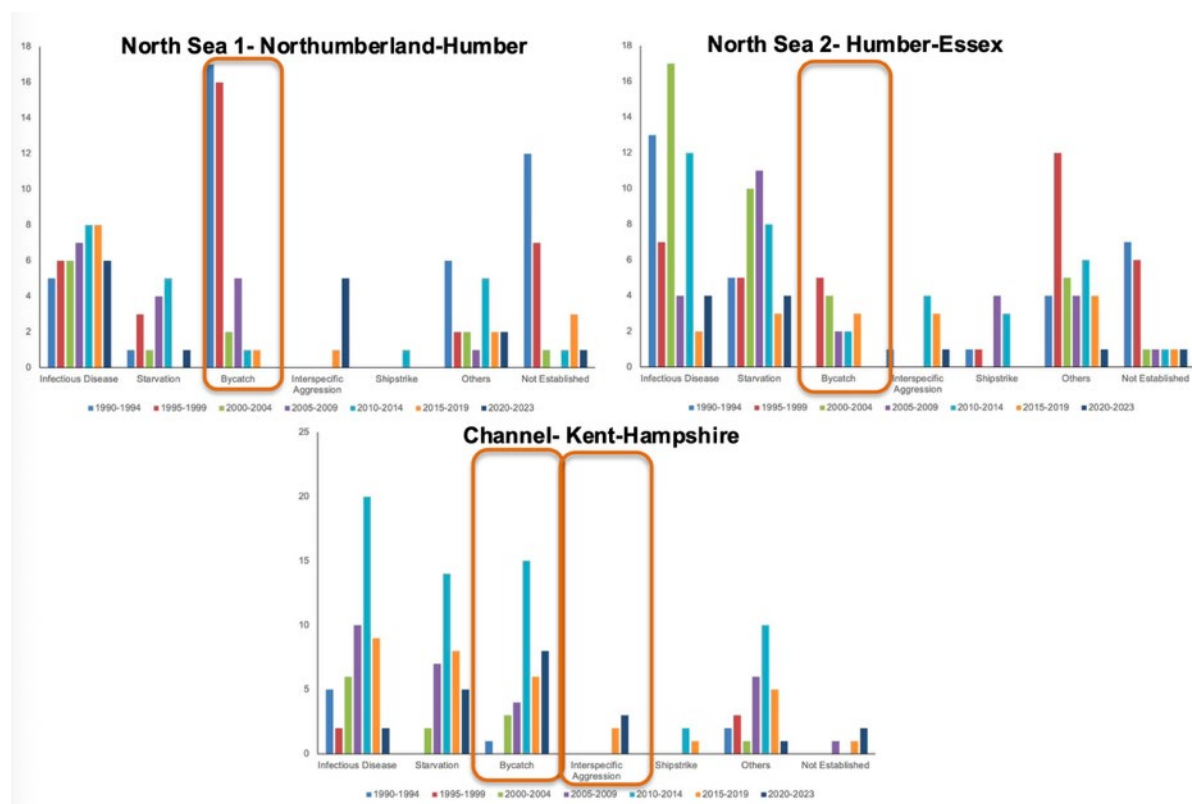 North Sea 1- Northumberland-Humber
18
16
14
12
10
8
6
4
2
0
Infectious Disease Starvation Bycatch Interspecific Aggression Shipstrike Others Not Established
1990-1994 1995-1999 2000-2004 2005-2009 2010-2014 2015-2019 2020-2023
North Sea 2- Humber-Essex
18
16
14
12
10
8
6
4
2
0
Infectious Disease Starvation Bycatch Interspecific Aggression Shipstrike Others Not Established
1990-1994 1995-1999 2000-2004 2005-2009 2010-2014 2015-2019 2020-2023
Channel- Kent-Hampshire
25
20
15
10
5
0
Infectious Disease Starvation Bycatch Interspecific Aggression Shipstrike Others Not Established
1990-1994 1995-1999 2000-2004 2005-2009 2010-2014 2015-2019 2020-2023